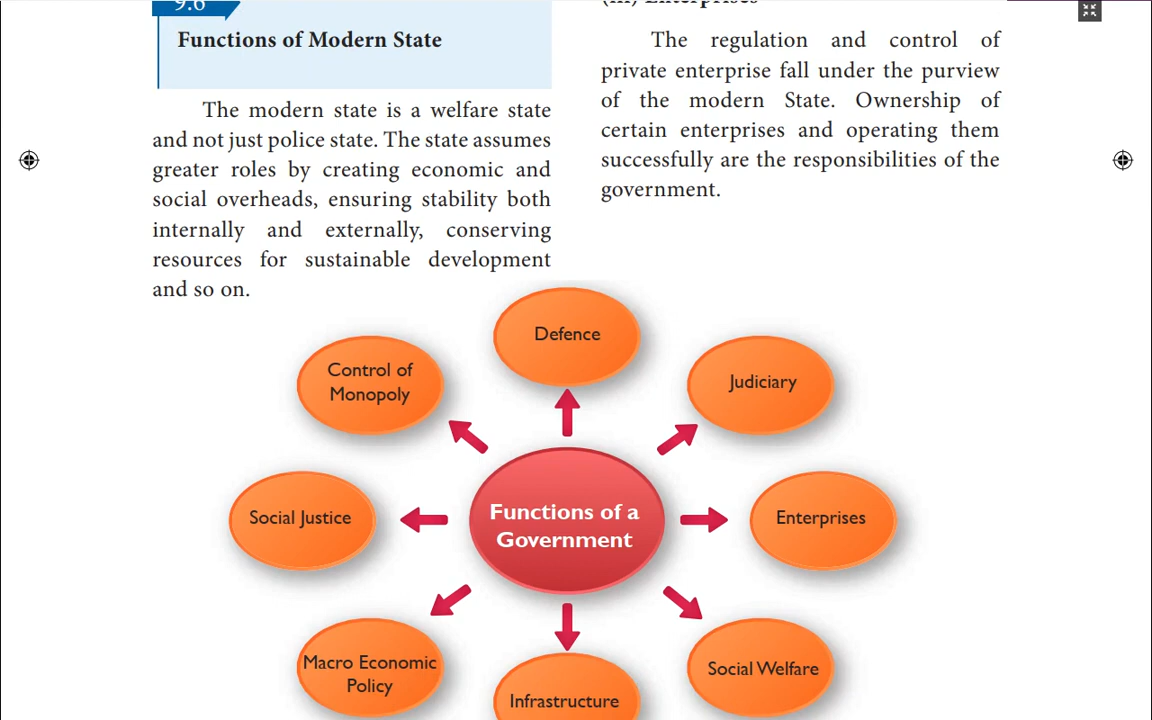 9.6
Functions of Modern State
The modern state is a welfare state
and not just police state. The state assumes
greater roles by creating economic and
social overheads, ensuring stability both
internally and externally, conserving
resources for sustainable development
and so on.
(iii) Enterprises
The regulation and control of
private enterprise fall under the purview
of the modern State. Ownership of
certain enterprises and operating them
successfully are the responsibilities of the
government.
Defence
Control of
Monopoly
Judiciary
Social Justice
Functions of a
Government
Enterprises
Macro Economic
Policy
Infrastructure
Social Welfare